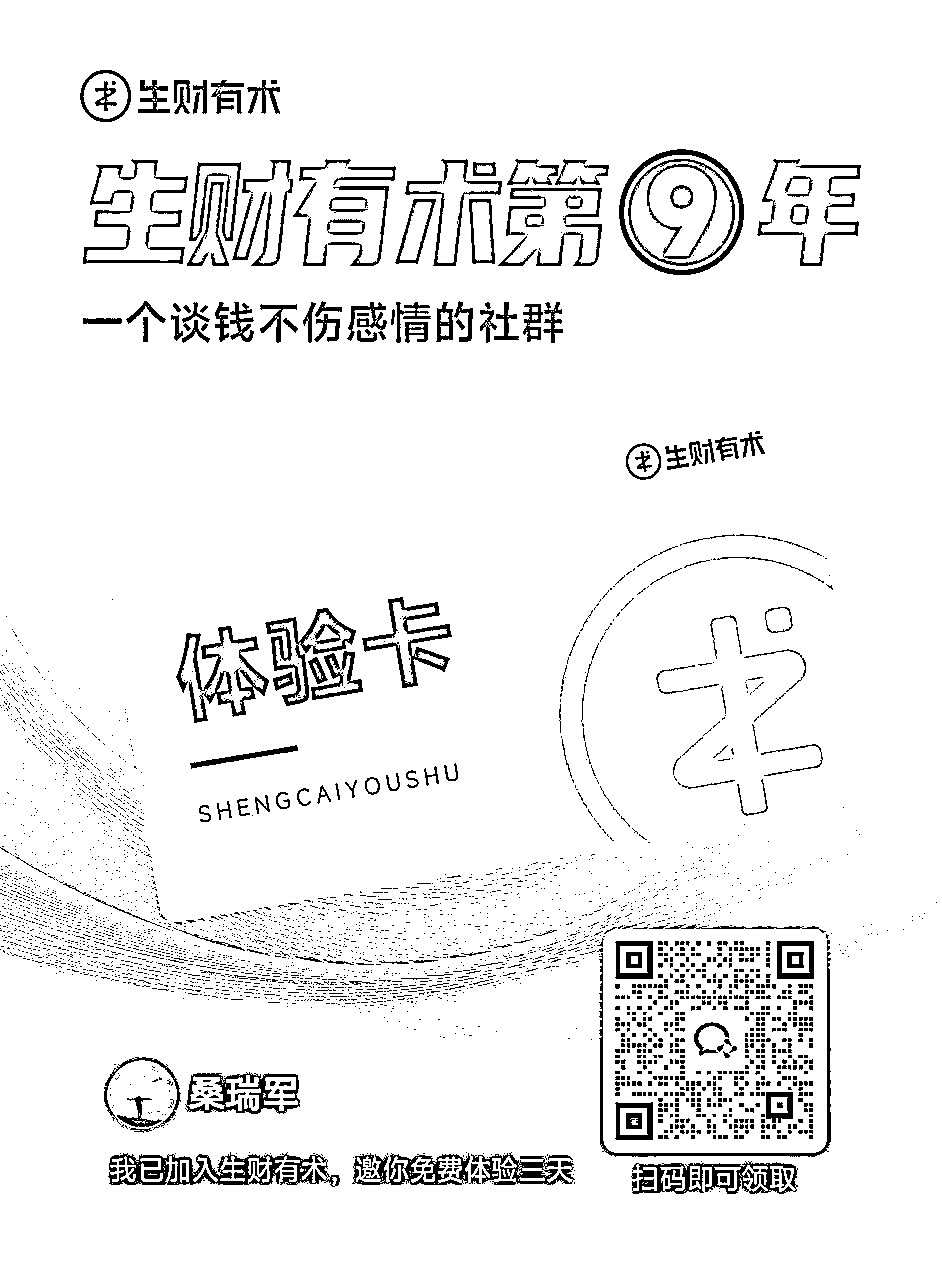 生财有术
生财有术第9年
一个谈钱不伤感情的社群
生财有术
体验卡
SHENGCAIYOUSHU
桑瑞军
我已加入生财有术，邀你免费体验三天
扫码即可领取